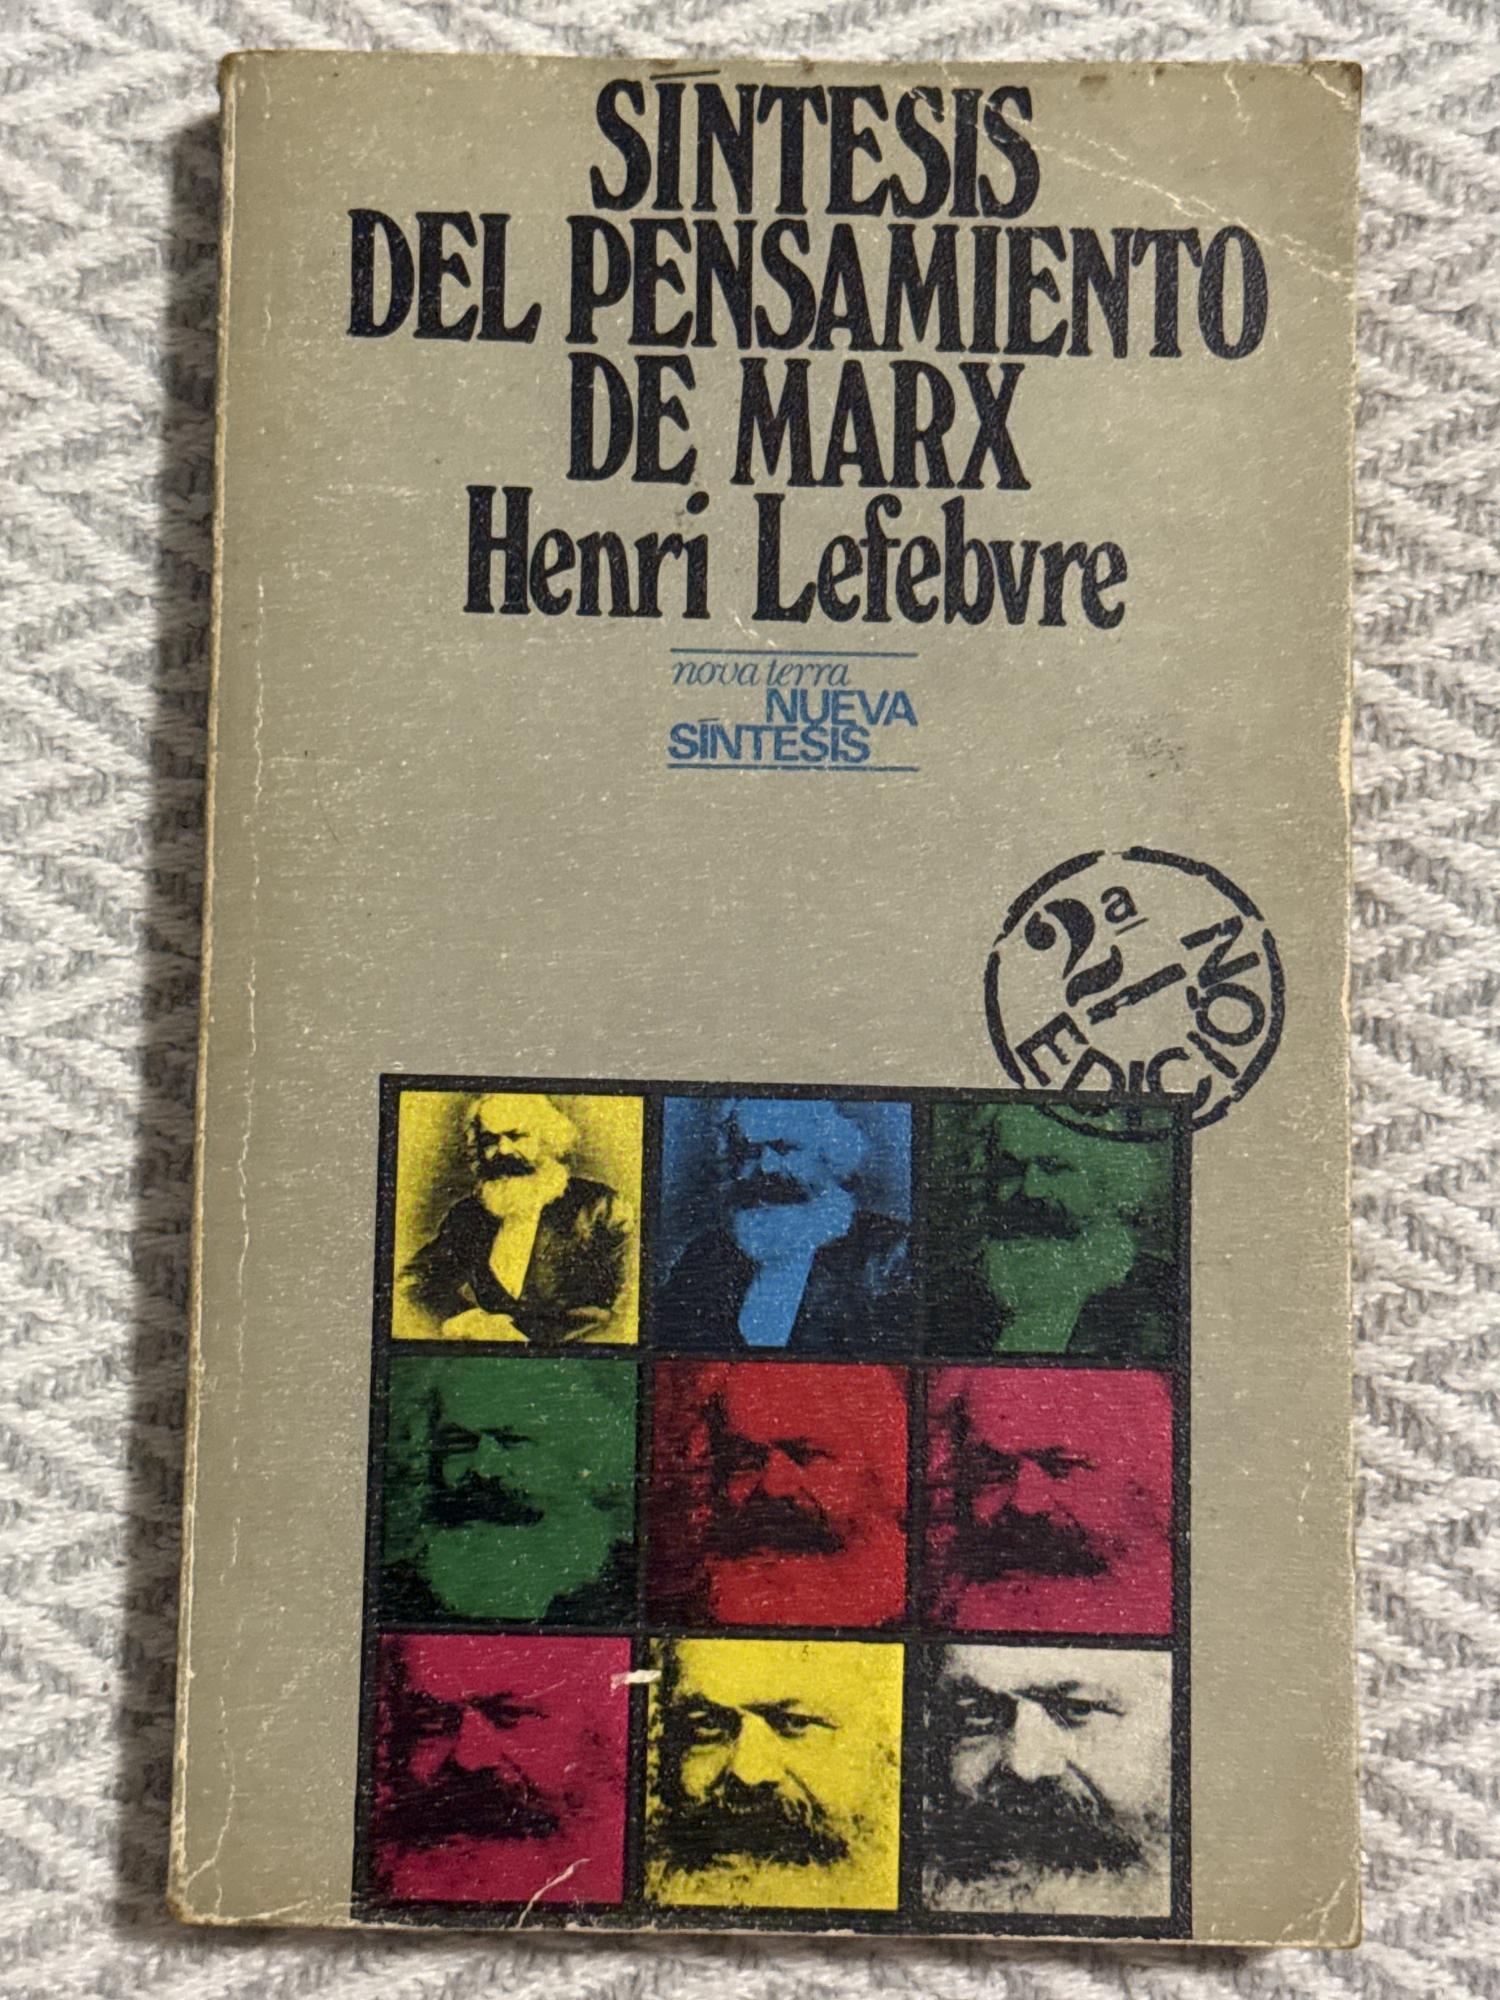 SÍNTESIS
DEL PENSAMIENTO
DE MARX
Henri Lefebvre
nova terra
NUEVA
SÍNTESIS
2ª
EDICIÓN